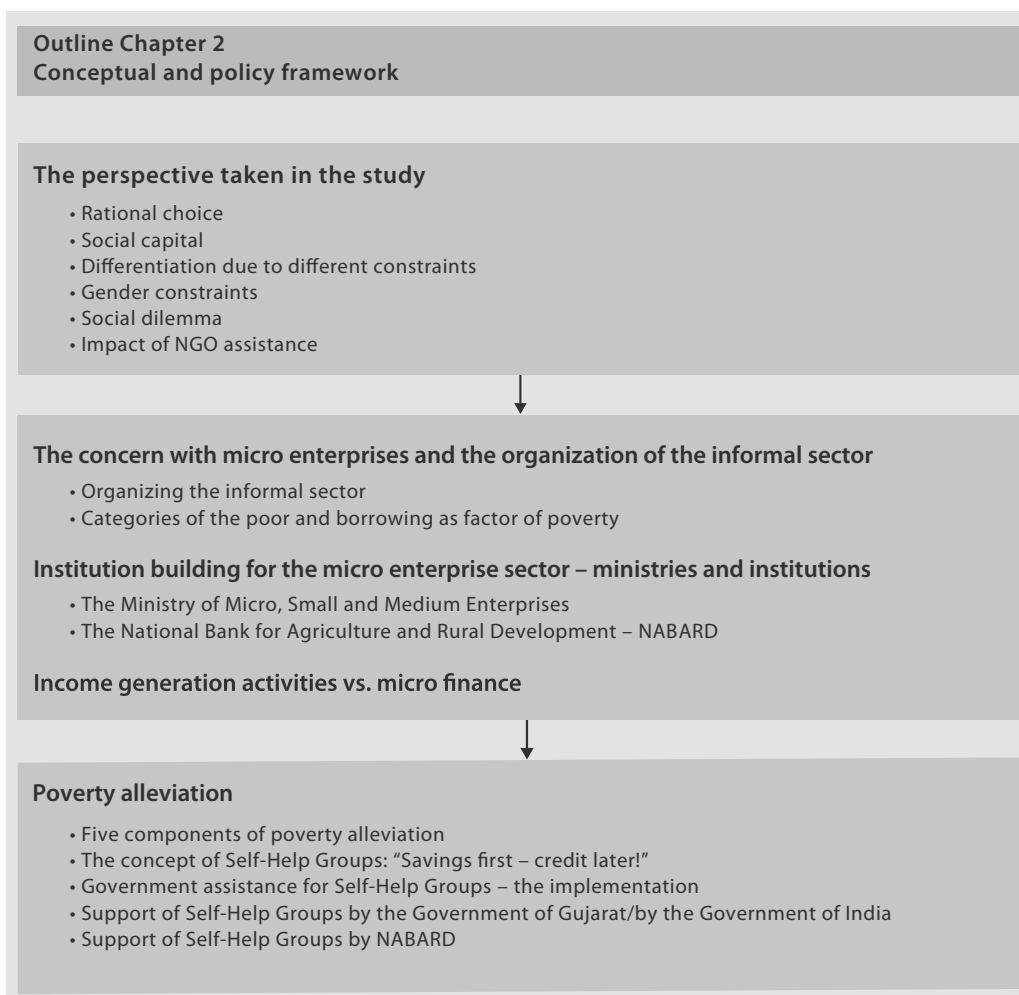 Outline Chapter 2
Conceptual and policy framework
The perspective taken in the study
• Rational choice
• Social capital
• Differentiation due to different constraints
• Gender constraints
• Social dilemma
• Impact of NGO assistance
The concern with micro enterprises and the organization of the informal sector
• Organizing the informal sector
• Categories of the poor and borrowing as factor of poverty
Institution building for the micro enterprise sector – ministries and institutions
• The Ministry of Micro, Small and Medium Enterprises
• The National Bank for Agriculture and Rural Development – NABARD
Income generation activities vs. micro finance
Poverty alleviation
• Five components of poverty alleviation
• The concept of Self-Help Groups: “Savings first – credit later!”
• Government assistance for Self-Help Groups – the implementation
• Support of Self-Help Groups by the Government of Gujarat/by the Government of India
• Support of Self-Help Groups by NABARD